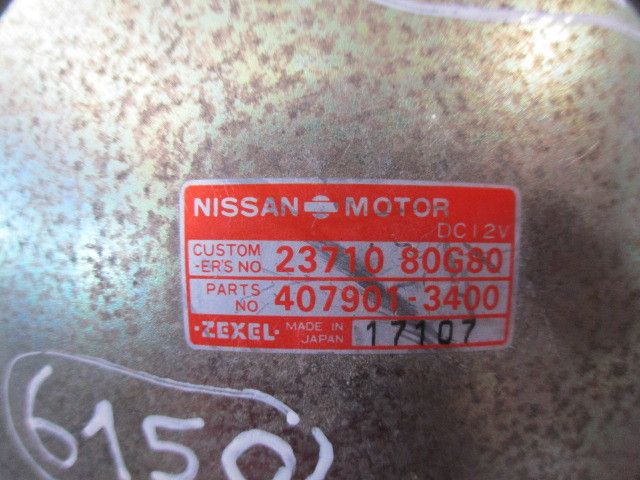 NISSAN MOTOR
DC12V
CUSTOM
-ER'S NO 23710 80G80
PARTS
NO 407901-3400
·ZEXEL· MADE IN
JAPAN 17107
6150